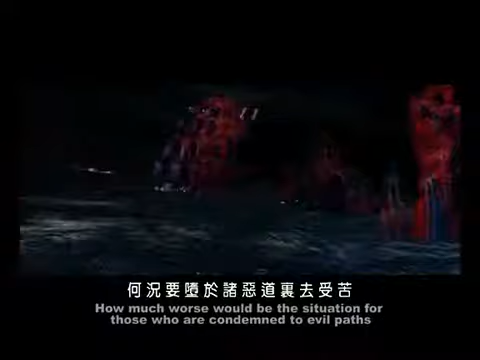 何況要墮於諸惡道裏去受苦
How much worse would be the situation for
those who are condemned to evil paths